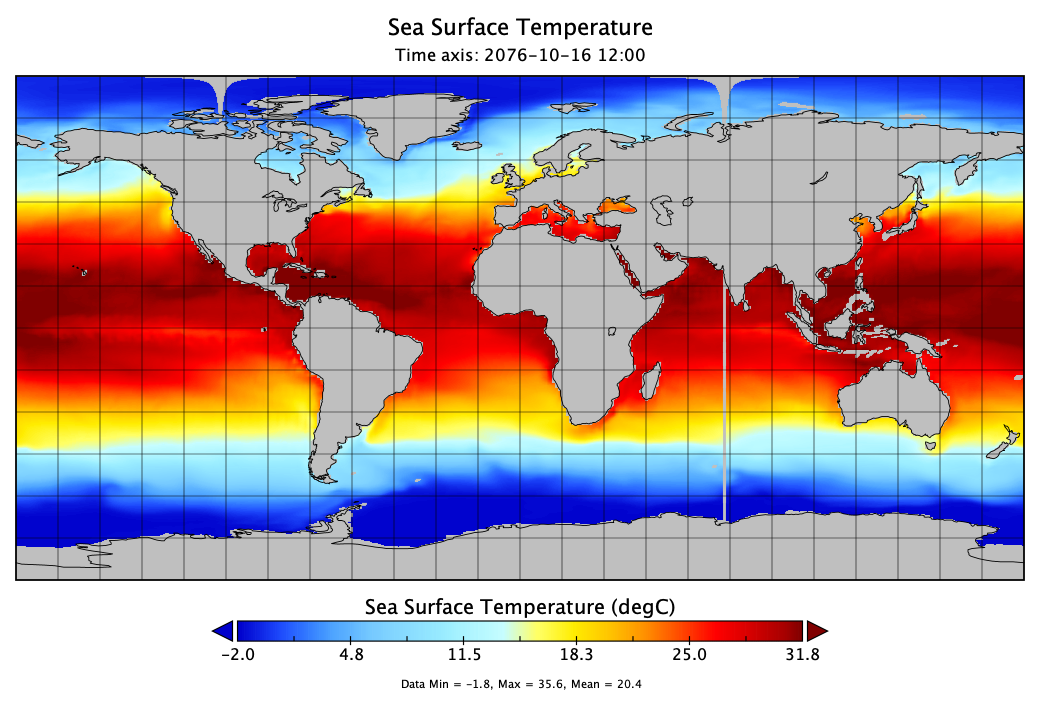 Sea Surface Temperature
Time axis: 2076-10-16 12:00
Sea Surface Temperature (degC)
−2.0 4.8 11.5 18.3 25.0 31.8
Data Min = −1.8, Max = 35.6, Mean = 20.4